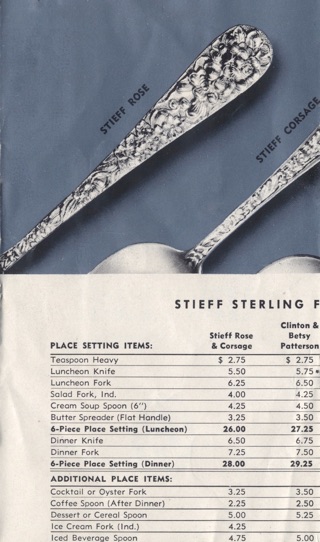 STIEFF ROSE
STIEFF CORSAGE
STIEFF STERLING F
PLACE SETTING ITEMS: Stieff Rose & Corsage Clinton & Betsy Patterson
Teaspoon Heavy $ 2.75 $ 2.75
Luncheon Knife 5.50 5.75*
Luncheon Fork 6.25 6.50
Salad Fork, Ind. 4.00 4.25
Cream Soup Spoon (6") 4.25 4.50
Butter Spreader (Flat Handle) 3.25 3.50
6-Piece Place Setting (Luncheon) 26.00 27.25
Dinner Knife 6.50 6.75
Dinner Fork 7.25 7.50
6-Piece Place Setting (Dinner) 28.00 29.25
ADDITIONAL PLACE ITEMS:
Cocktail or Oyster Fork 3.25 3.50
Coffee Spoon (After Dinner) 2.25 2.50
Dessert or Cereal Spoon 5.00 5.25
Ice Cream Fork (Ind.) 4.25
Iced Beverage Spoon 4.75 5.00